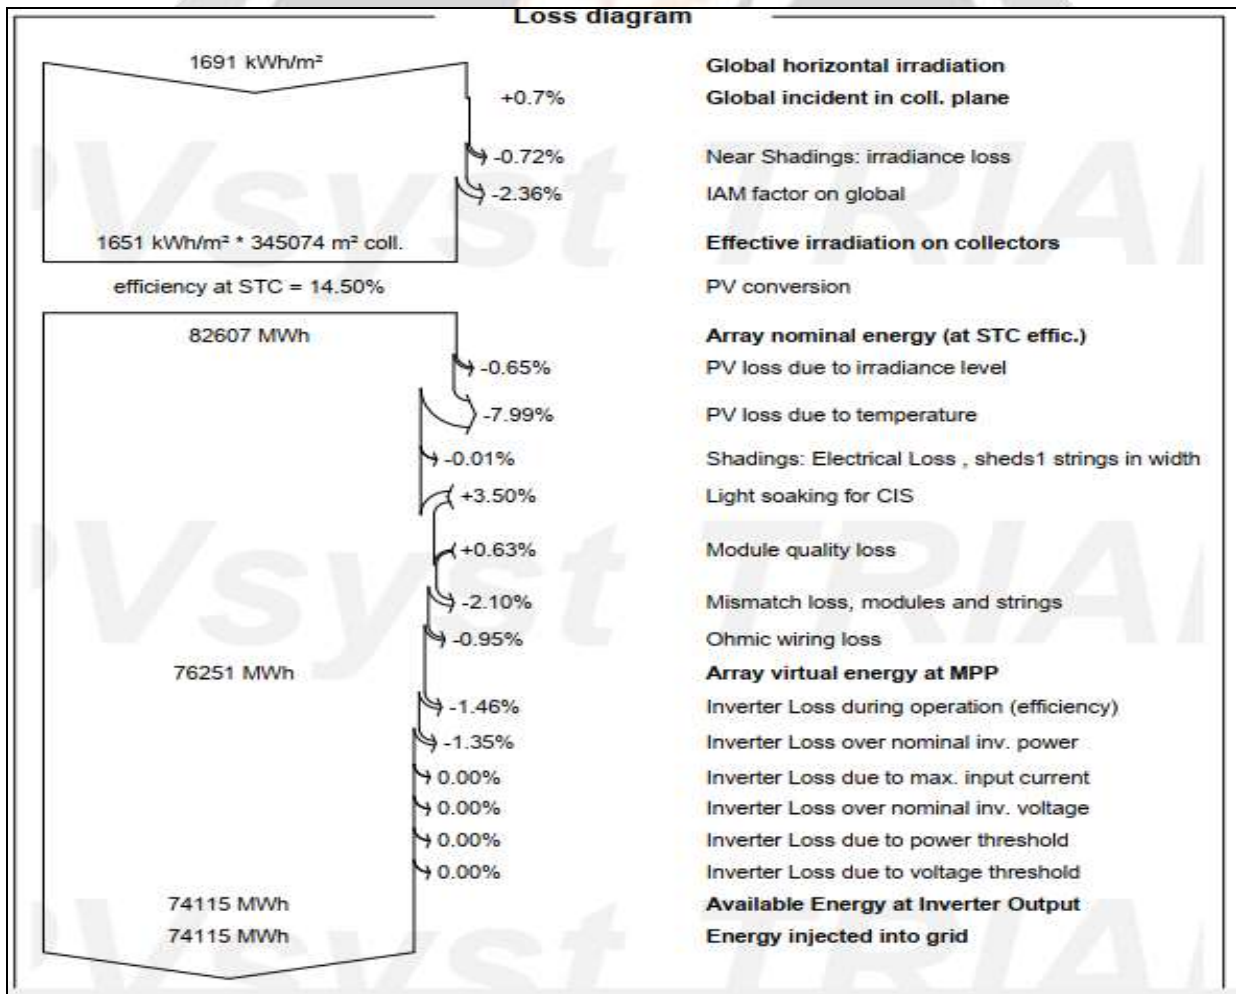 Loss diagram
1691 kWh/m² Global horizontal irradiation
+0.7% Global incident in coll. plane
-0.72% Near Shadings: irradiance loss
-2.36% IAM factor on global
1651 kWh/m² * 345074 m² coll. Effective irradiation on collectors
efficiency at STC = 14.50% PV conversion
82607 MWh Array nominal energy (at STC effic.)
-0.65% PV loss due to irradiance level
-7.99% PV loss due to temperature
-0.01% Shadings: Electrical Loss , sheds1 strings in width
+3.50% Light soaking for CIS
+0.63% Module quality loss
-2.10% Mismatch loss, modules and strings
-0.95% Ohmic wiring loss
76251 MWh Array virtual energy at MPP
-1.46% Inverter Loss during operation (efficiency)
-1.35% Inverter Loss over nominal inv. power
0.00% Inverter Loss due to max. input current
0.00% Inverter Loss over nominal inv. voltage
0.00% Inverter Loss due to power threshold
0.00% Inverter Loss due to voltage threshold
74115 MWh Available Energy at Inverter Output
74115 MWh Energy injected into grid
PVsyst TRIAL
PVsyst TRIAL
PVsyst TRIAL